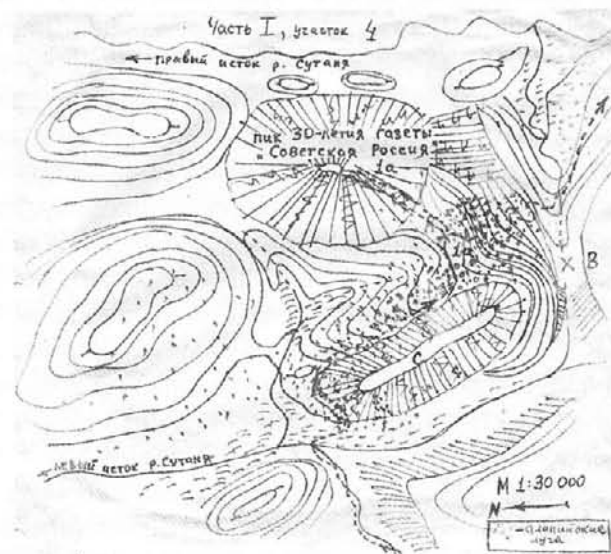 Часть I, участок 4
правый исток р. Сутаня
пик 30-летия газеты
"Советская Россия"
1а
1Б
В
С
левый исток р. Сутаня
М 1:30 000
N
- альпийские
луга